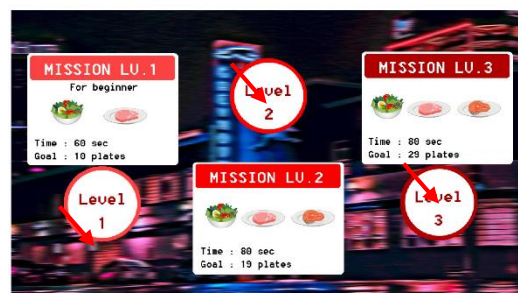 MISSION LV.1
For beginner
Time : 60 sec
Goal : 10 plates
Level
1
Level
2
MISSION LV.2
Time : 80 sec
Goal : 19 plates
MISSION LV.3
Time : 80 sec
Goal : 29 plates
Level
3